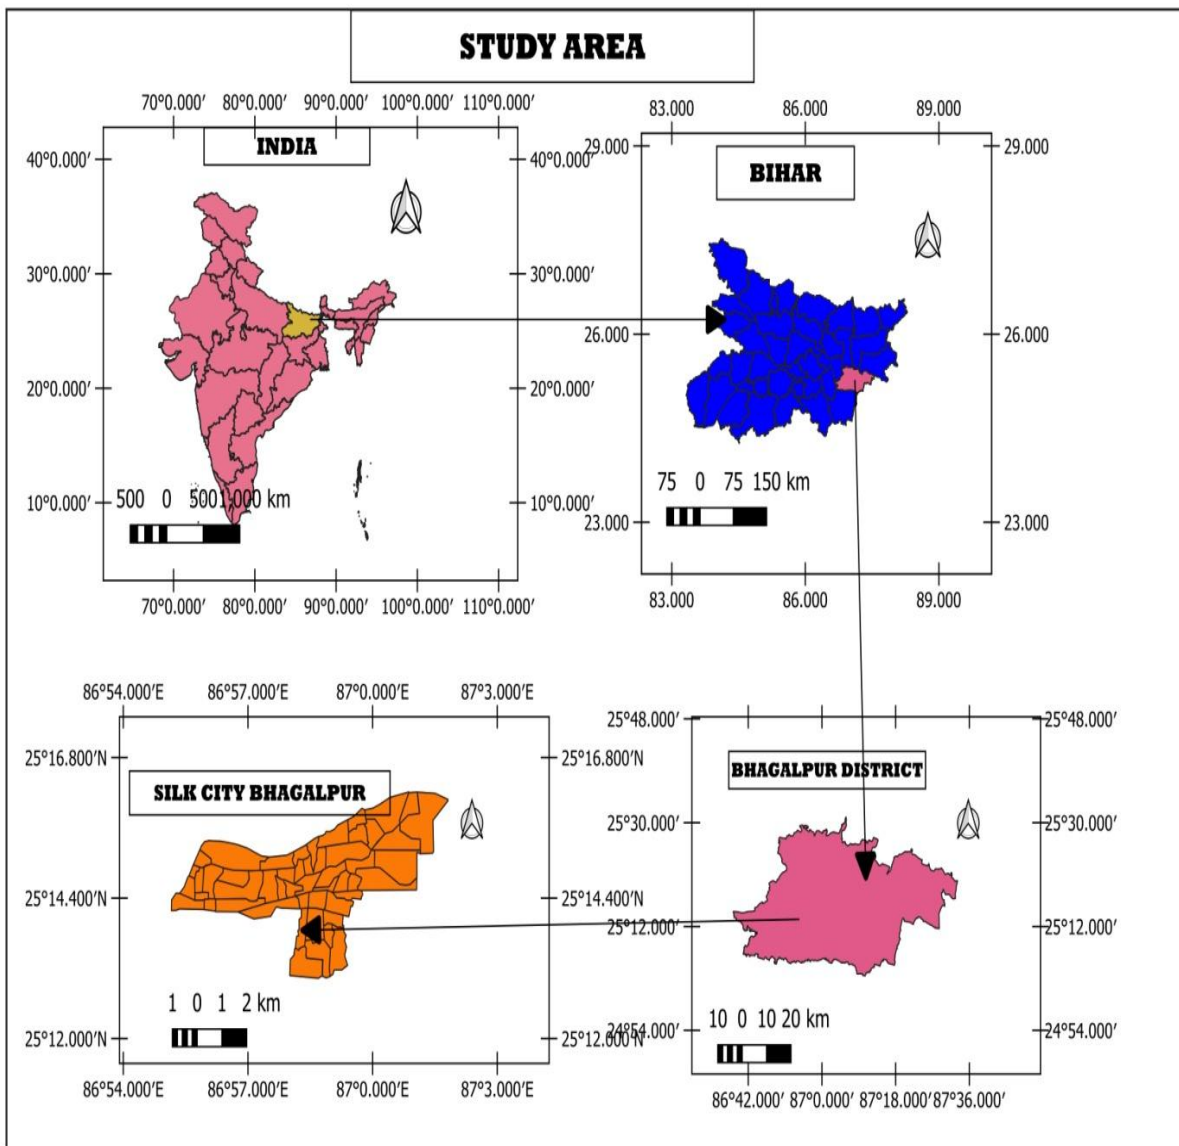 STUDY AREA
70°0.000′ 80°0.000′ 90°0.000′ 100°0.000′ 110°0.000′
INDIA
40°0.000′ 40°0.000′
30°0.000′ 30°0.000′
20°0.000′ 20°0.000′
10°0.000′ 10°0.000′
500 0 500 1,000 km
70°0.000′ 80°0.000′ 90°0.000′ 100°0.000′ 110°0.000′
83.000 86.000 89.000
29.000 29.000
BIHAR
26.000 26.000
75 0 75 150 km
23.000 23.000
83.000 86.000 89.000
86°54.000′E 86°57.000′E 87°0.000′E 87°3.000′E
25°16.800′N 25°16.800′N
SILK CITY BHAGALPUR
25°14.400′N 25°14.400′N
1 0 1 2 km
25°12.000′N 25°12.000′N
86°54.000′E 86°57.000′E 87°0.000′E 87°3.000′E
25°48.000′ 25°48.000′
BHAGALPUR DISTRICT
25°30.000′ 25°30.000′
25°12.000′ 25°12.000′
10 0 10 20 km
24°54.000′ 24°54.000′
86°42.000′ 87°0.000′ 87°18.000′ 87°36.000′